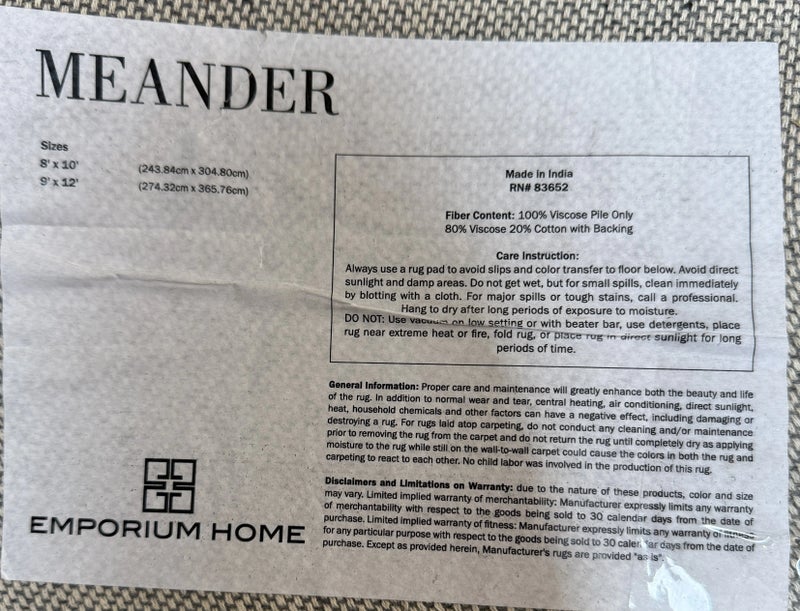 MEANDER
Sizes
8' x 10' (243.84cm x 304.80cm)
9' x 12' (274.32cm x 365.76cm)
Made in India
RN# 83652
Fiber Content: 100% Viscose Pile Only
80% Viscose 20% Cotton with Backing
Care Instruction:
Always use a rug pad to avoid slips and color transfer to floor below. Avoid direct
sunlight and damp areas. Do not get wet, but for small spills, clean immediately
by blotting with a cloth. For major spills or tough stains, call a professional.
Hang to dry after long periods of exposure to moisture.
DO NOT: Use vacuum on low setting or with beater bar, use detergents, place
rug near extreme heat or fire, fold rug, or place rug in direct sunlight for long
periods of time.
General Information: Proper care and maintenance will greatly enhance both the beauty and life
of the rug. In addition to normal wear and tear, central heating, air conditioning, direct sunlight,
heat, household chemicals and other factors can have a negative effect, including damaging or
destroying a rug. For rugs laid atop carpeting, do not conduct any cleaning and/or maintenance
prior to removing the rug from the carpet and do not return the rug until completely dry as applying
moisture to the rug while still on the wall-to-wall carpet could cause the colors in both the rug and
carpeting to react to each other. No child labor was involved in the production of this rug.
Disclaimers and Limitations on Warranty: due to the nature of these products, color and size
may vary. Limited implied warranty of merchantability: Manufacturer expressly limits any warranty
of merchantability with respect to the goods being sold to 30 calendar days from the date of
purchase. Limited implied warranty of fitness: Manufacturer expressly limits any warranty of fitness
for any particular purpose with respect to the goods being sold to 30 calendar days from the date of
purchase. Except as provided herein, Manufacturer's rugs are provided "as is".
EMPORIUM HOME